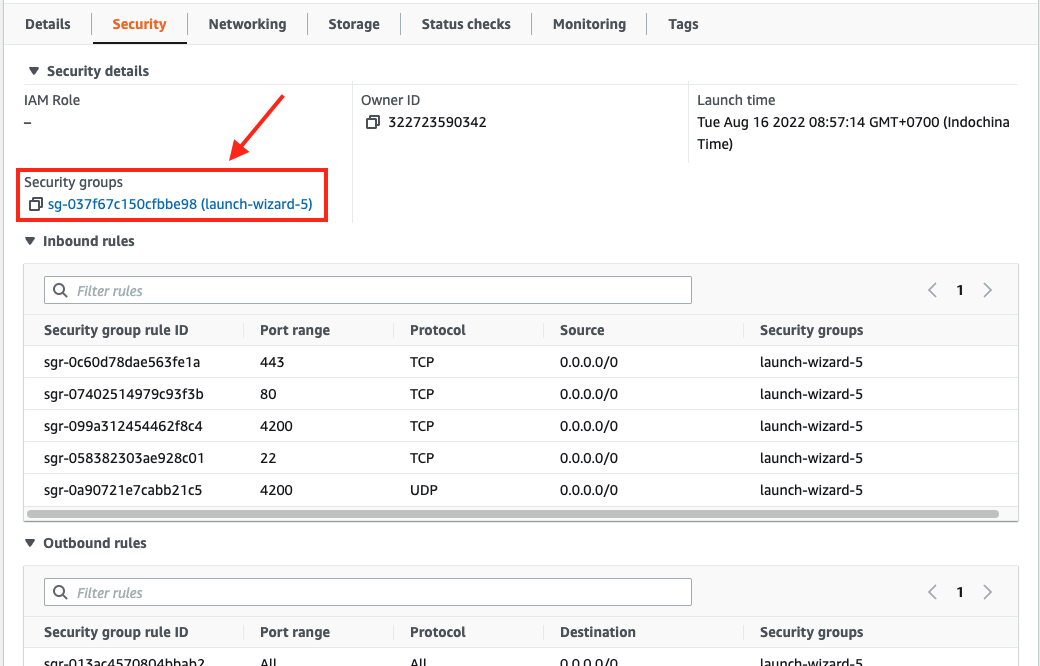 Details Security Networking Storage Status checks Monitoring Tags
Security details
IAM Role Owner ID Launch time
– 322723590342 Tue Aug 16 2022 08:57:14 GMT+0700 (Indochina
Time)
Security groups
sg-037f67c150cfbbe98 (launch-wizard-5)
Inbound rules
Filter rules 1
Security group rule ID Port range Protocol Source Security groups
sgr-0c60d78dae563fe1a 443 TCP 0.0.0.0/0 launch-wizard-5
sgr-07402514979c93f3b 80 TCP 0.0.0.0/0 launch-wizard-5
sgr-099a312454462f8c4 4200 TCP 0.0.0.0/0 launch-wizard-5
sgr-058382303ae928c01 22 TCP 0.0.0.0/0 launch-wizard-5
sgr-0a90721e7cabb21c5 4200 UDP 0.0.0.0/0 launch-wizard-5
Outbound rules
Filter rules 1
Security group rule ID Port range Protocol Destination Security groups
sgr-013ac4570804bbab2 All All 0.0.0.0/0 launch-wizard-5